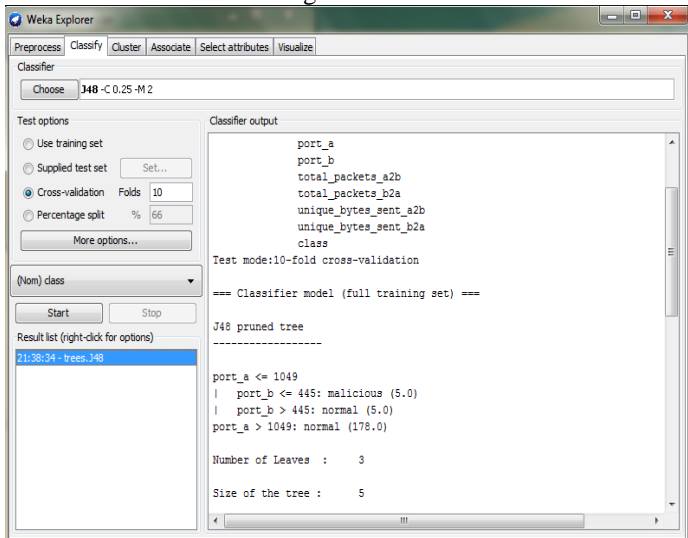 Weka Explorer
Preprocess Classify Cluster Associate Select attributes Visualize
Classifier
Choose J48 -C 0.25 -M 2
Test options
Use training set
Supplied test set Set...
Cross-validation Folds 10
Percentage split % 66
More options...
(Nom) class
Start Stop
Result list (right-click for options)
21:38:34 - trees.J48
Classifier output
port_a
port_b
total_packets_a2b
total_packets_b2a
unique_bytes_sent_a2b
unique_bytes_sent_b2a
class
Test mode:10-fold cross-validation
=== Classifier model (full training set) ===
J48 pruned tree
------------------
port_a <= 1049
|   port_b <= 445: malicious (5.0)
|   port_b > 445: normal (5.0)
port_a > 1049: normal (178.0)
Number of Leaves  :    3
Size of the tree :    5